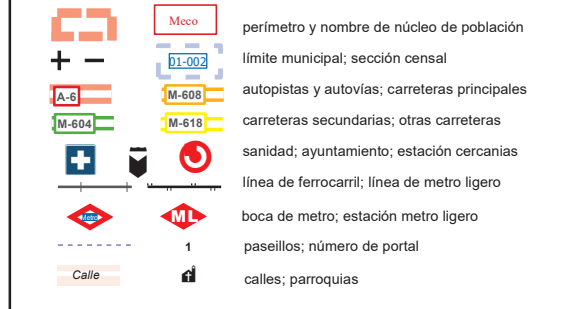 Meco perímetro y nombre de núcleo de población
01-002 límite municipal; sección censal
A-6 M-608 autopistas y autovías; carreteras principales
M-604 M-618 carreteras secundarias; otras carreteras
sanidad; ayuntamiento; estación cercanias
línea de ferrocarril; línea de metro ligero
Metro ML boca de metro; estación metro ligero
1 paseillos; número de portal
Calle calles; parroquias